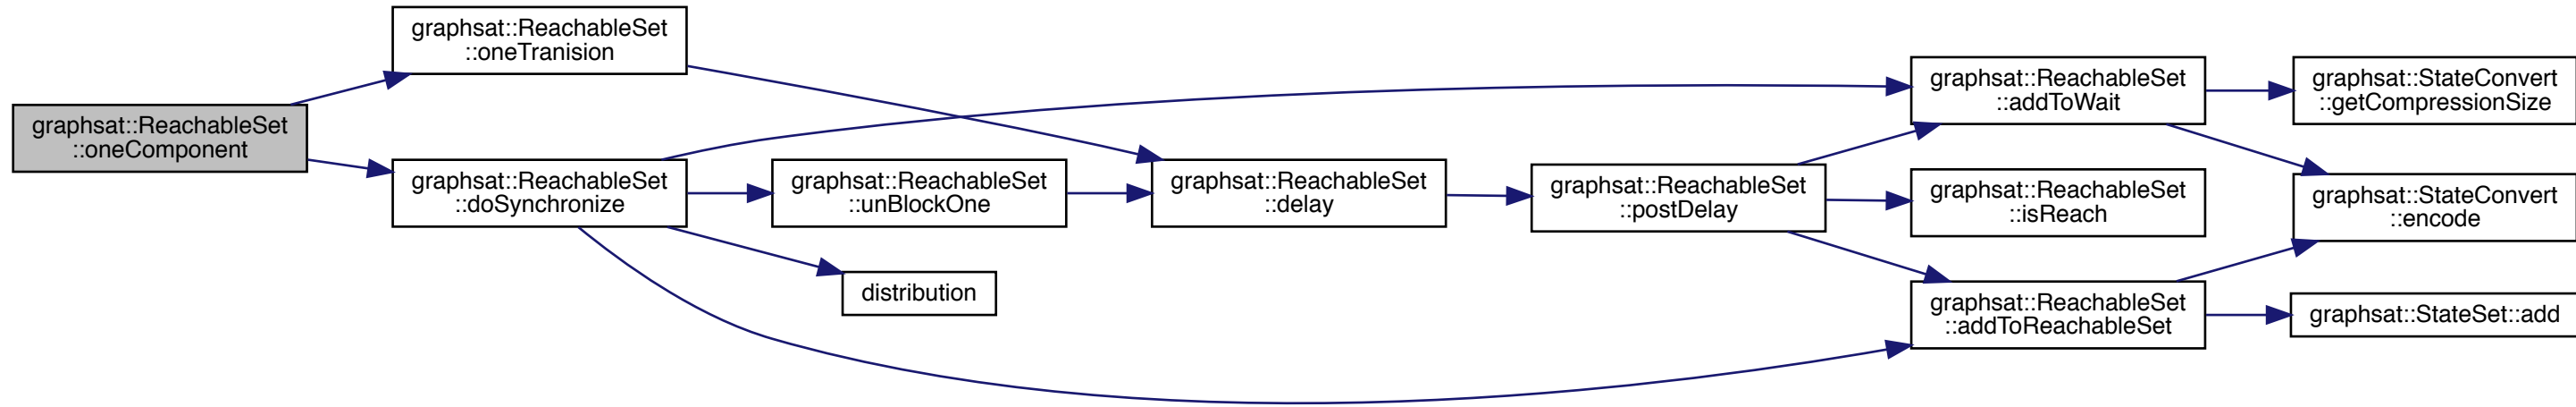 graphsat::ReachableSet
::oneComponent
graphsat::ReachableSet
::oneTranision
graphsat::ReachableSet
::doSynchronize
graphsat::ReachableSet
::unBlockOne
distribution
graphsat::ReachableSet
::delay
graphsat::ReachableSet
::postDelay
graphsat::ReachableSet
::addToWait
graphsat::ReachableSet
::isReach
graphsat::ReachableSet
::addToReachableSet
graphsat::StateConvert
::getCompressionSize
graphsat::StateConvert
::encode
graphsat::StateSet::add